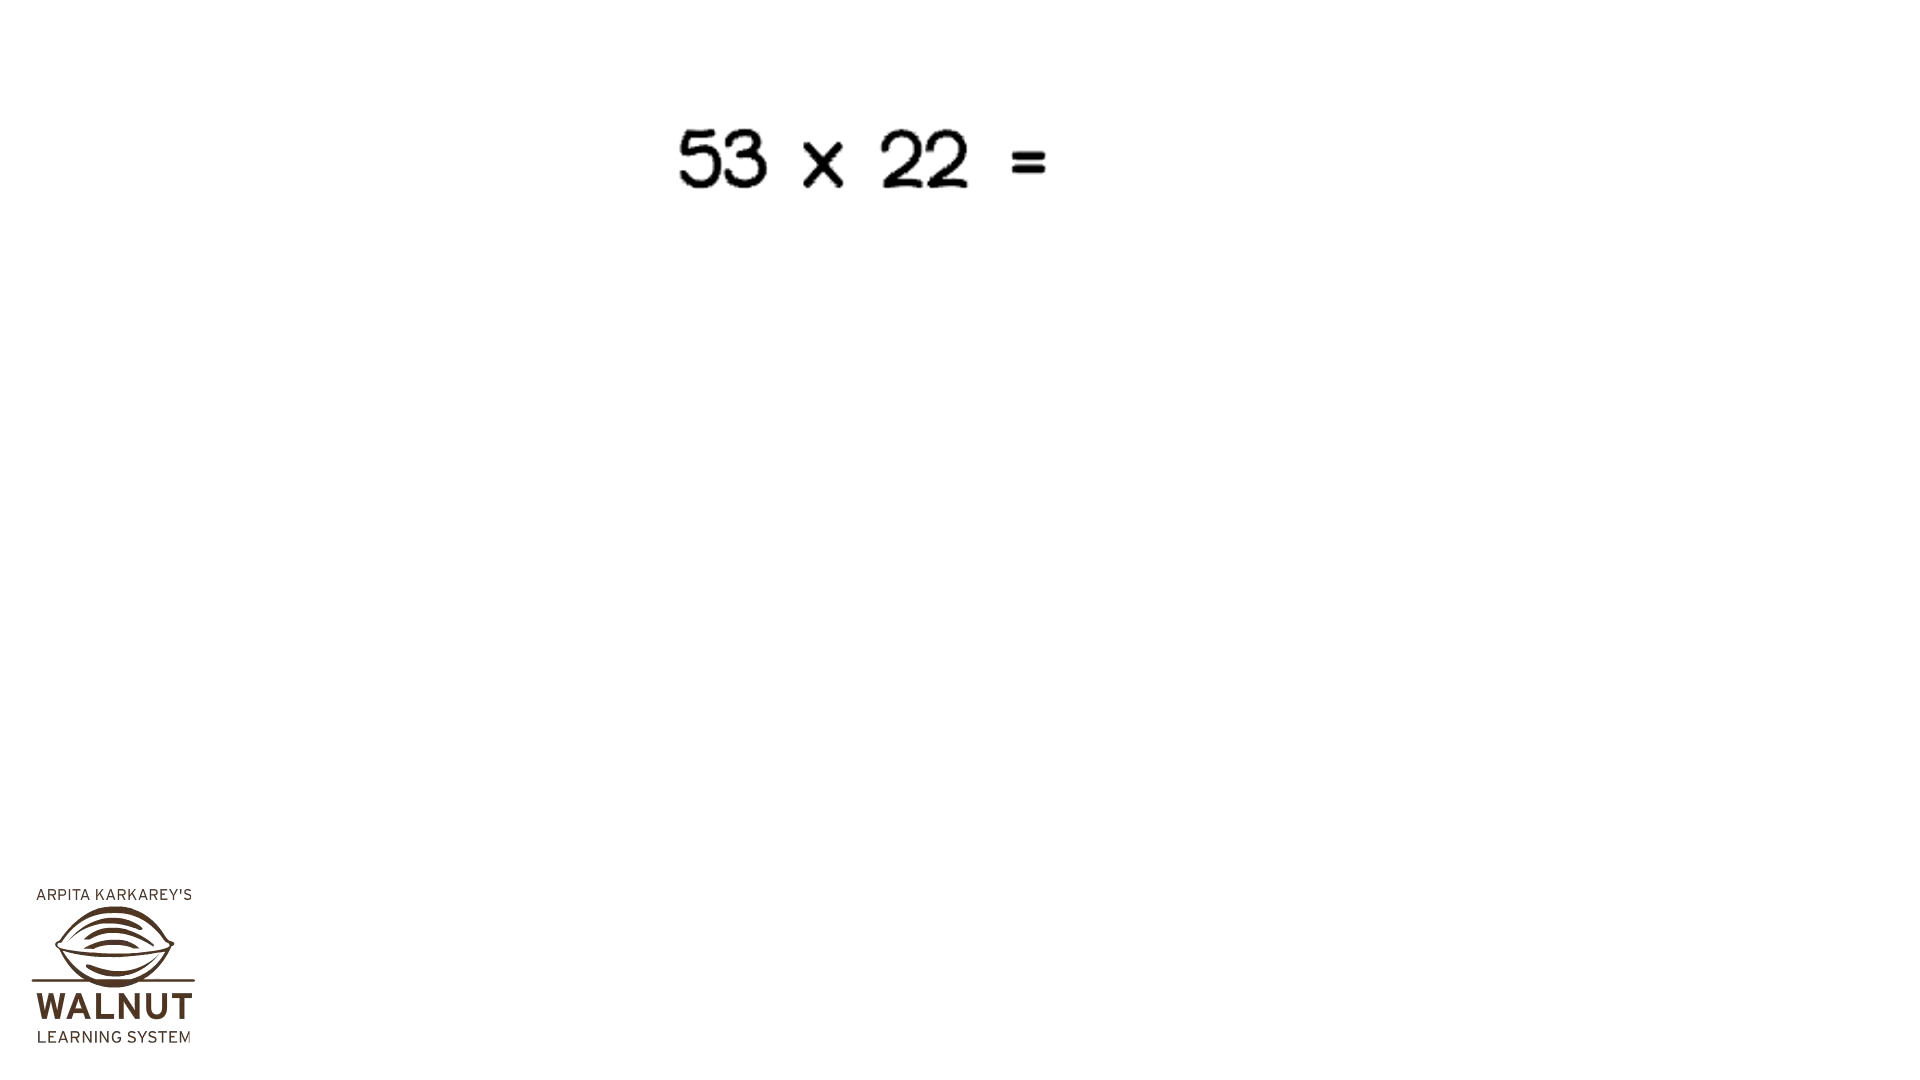 53 x 22 =
ARPITA KARKAREY'S
WALNUT
LEARNING SYSTEM